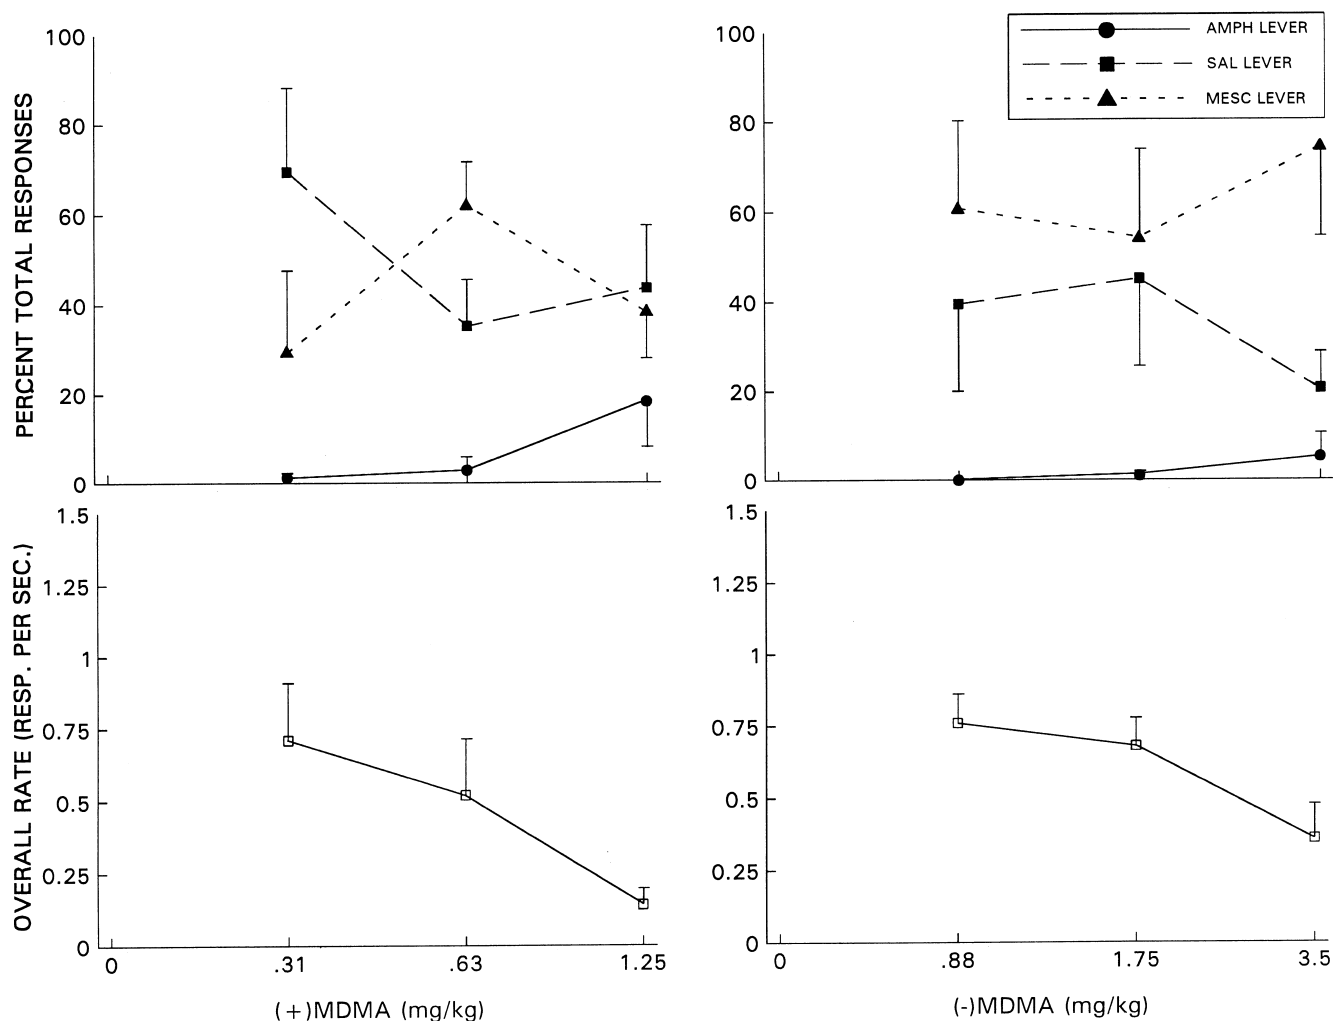 AMPH LEVER
SAL LEVER
MESC LEVER
PERCENT TOTAL RESPONSES
100
80
60
40
20
0
100
80
60
40
20
0
OVERALL RATE (RESP. PER SEC.)
1.5
1.25
1
0.75
0.5
0.25
0
0 .31 .63 1.25
(+)MDMA (mg/kg)
1.5
1.25
1
0.75
0.5
0.25
0
0 .88 1.75 3.5
(-)MDMA (mg/kg)